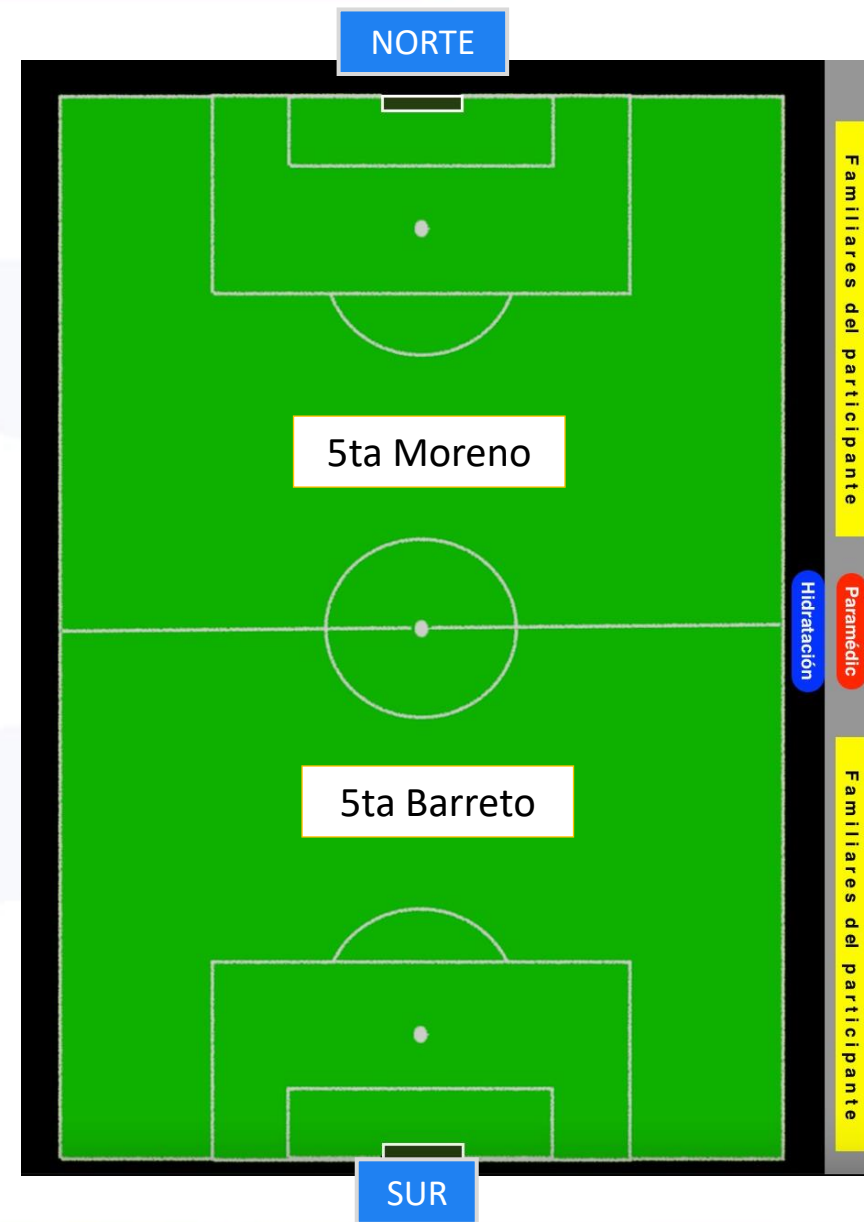 NORTE
Familiares del participante
5ta Moreno
Hidratación
Paramédic
5ta Barreto
Familiares del participante
SUR